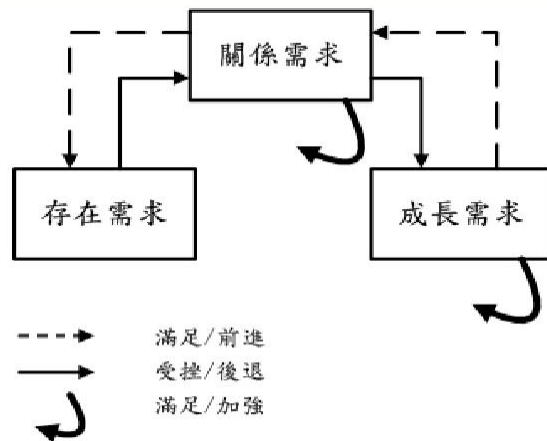 關係需求
存在需求
成長需求
滿足/前進
受挫/後退
滿足/加強